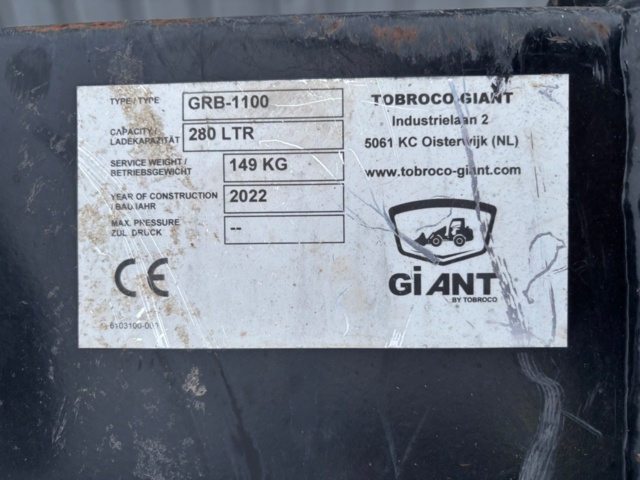 TYPE / TYPE GRB-1100
CAPACITY / LADEKAPAZITÄT 280 LTR
SERVICE WEIGHT / BETRIEBSGEWICHT 149 KG
YEAR OF CONSTRUCTION / BAUJAHR 2022
MAX. PRESSURE ZUL. DRUCK --
CE
TOBROCO-GIANT
Industrielaan 2
5061 KC Oisterwijk (NL)
www.tobroco-giant.com
GiANT
BY TOBROCO